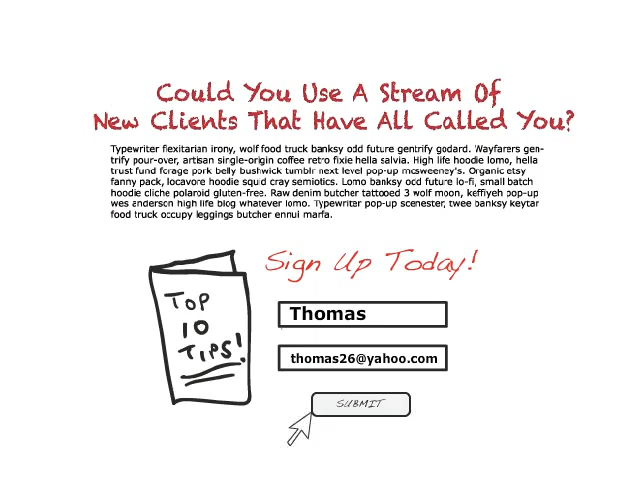 Could You Use A Stream Of
New Clients That Have All Called You?
Typewriter flexitarian irony, wolf food truck banksy odd future gentrify godard. Wayfarers gen-
trify pour-over, artisan single-origin coffee retro fixie hella salvia. High life hoodie lomo, hella
trust fund forage pork belly bushwick tumblr next level pop-up mcsweeney's. Organic etsy
fanny pack, locavore hoodie squid cray semiotics. Lomo banksy odd future lo-fi, small batch
hoodie cliche polaroid gluten-free. Raw denim butcher tattooed 3 wolf moon, keffiyeh pop-up
wes anderson high life blog whatever lomo. Typewriter pop-up scenester, twee banksy keytar
food truck occupy leggings butcher ennui marfa.
Sign Up Today!
TOP
10
TIPS!
Thomas
thomas26@yahoo.com
SUBMIT